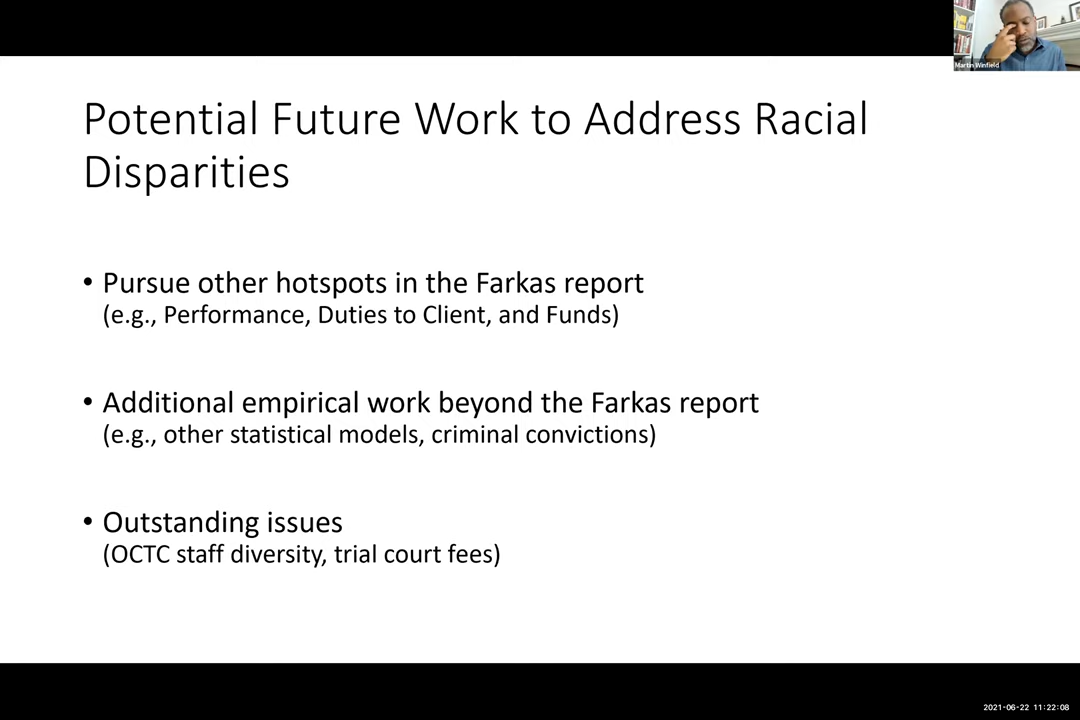 Martin Winfield
Potential Future Work to Address Racial
Disparities
• Pursue other hotspots in the Farkas report
(e.g., Performance, Duties to Client, and Funds)
• Additional empirical work beyond the Farkas report
(e.g., other statistical models, criminal convictions)
• Outstanding issues
(OCTC staff diversity, trial court fees)
2021-06-22 11:22:08